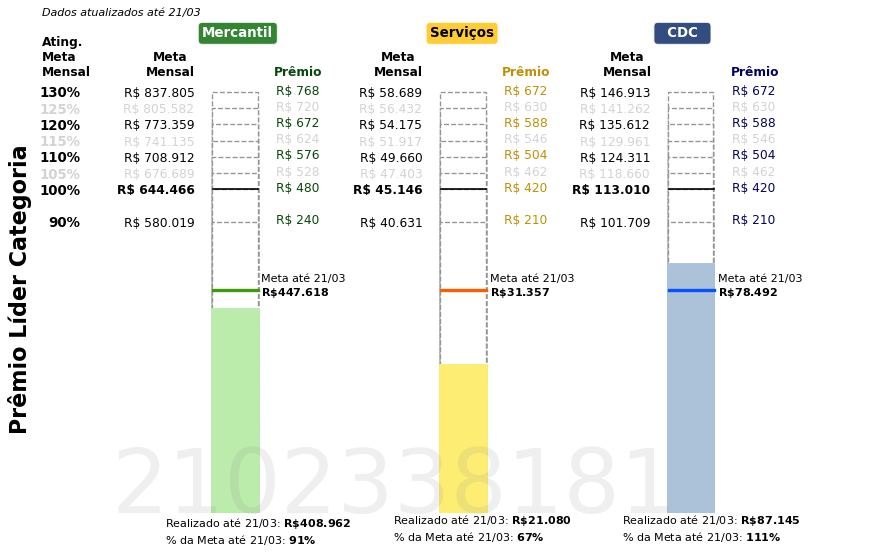 Dados atualizados até 21/03
Mercantil Serviços CDC
Ating. Meta Mensal
Meta Mensal Prêmio Meta Mensal Prêmio Meta Mensal Prêmio
130% R$ 837.805 R$ 768 R$ 58.689 R$ 672 R$ 146.913 R$ 672
125% R$ 805.582 R$ 720 R$ 56.432 R$ 630 R$ 141.262 R$ 630
120% R$ 773.359 R$ 672 R$ 54.175 R$ 588 R$ 135.612 R$ 588
115% R$ 741.135 R$ 624 R$ 51.917 R$ 546 R$ 129.961 R$ 546
110% R$ 708.912 R$ 576 R$ 49.660 R$ 504 R$ 124.311 R$ 504
105% R$ 676.689 R$ 528 R$ 47.403 R$ 462 R$ 118.660 R$ 462
100% R$ 644.466 R$ 480 R$ 45.146 R$ 420 R$ 113.010 R$ 420
90% R$ 580.019 R$ 240 R$ 40.631 R$ 210 R$ 101.709 R$ 210
Prêmio Líder Categoria
Meta até 21/03 Meta até 21/03 Meta até 21/03
R$447.618 R$31.357 R$78.492
2102338181
Realizado até 21/03: R$408.962 Realizado até 21/03: R$21.080 Realizado até 21/03: R$87.145
% da Meta até 21/03: 91% % da Meta até 21/03: 67% % da Meta até 21/03: 111%